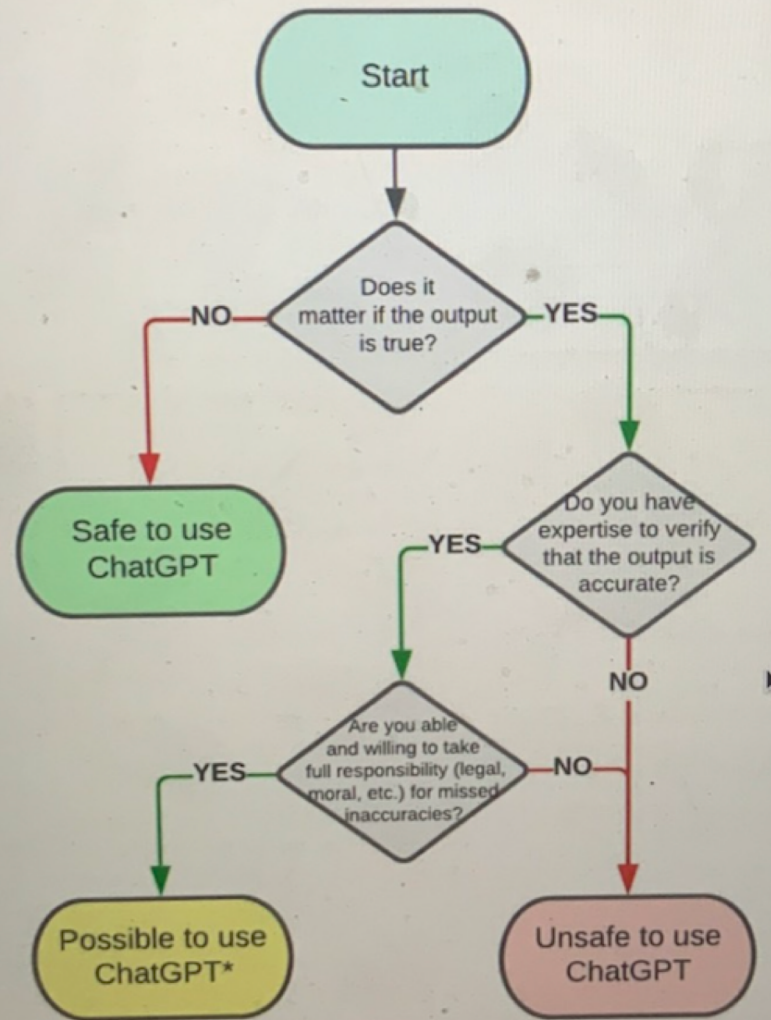 Start
Does it
matter if the output
is true?
NO
YES
Safe to use
ChatGPT
Do you have
expertise to verify
that the output is
accurate?
YES
NO
Are you able
and willing to take
full responsibility (legal,
moral, etc.) for missed
inaccuracies?
YES
NO
Possible to use
ChatGPT*
Unsafe to use
ChatGPT